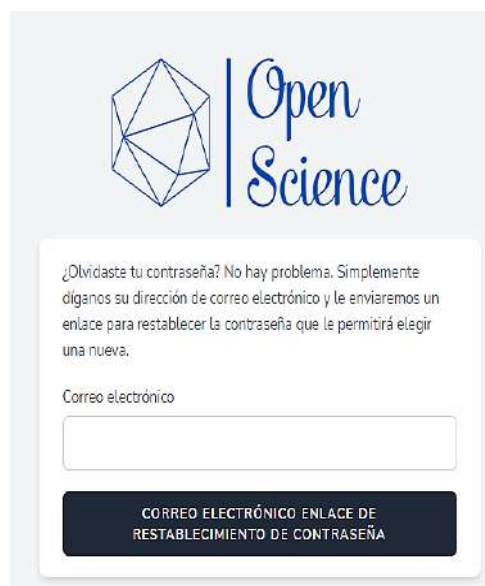 Open
Science
¿Olvidaste tu contraseña? No hay problema. Simplemente
díganos su dirección de correo electrónico y le enviaremos un
enlace para restablecer la contraseña que le permitirá elegir
una nueva.
Correo electrónico
CORREO ELECTRÓNICO ENLACE DE
RESTABLECIMIENTO DE CONTRASEÑA